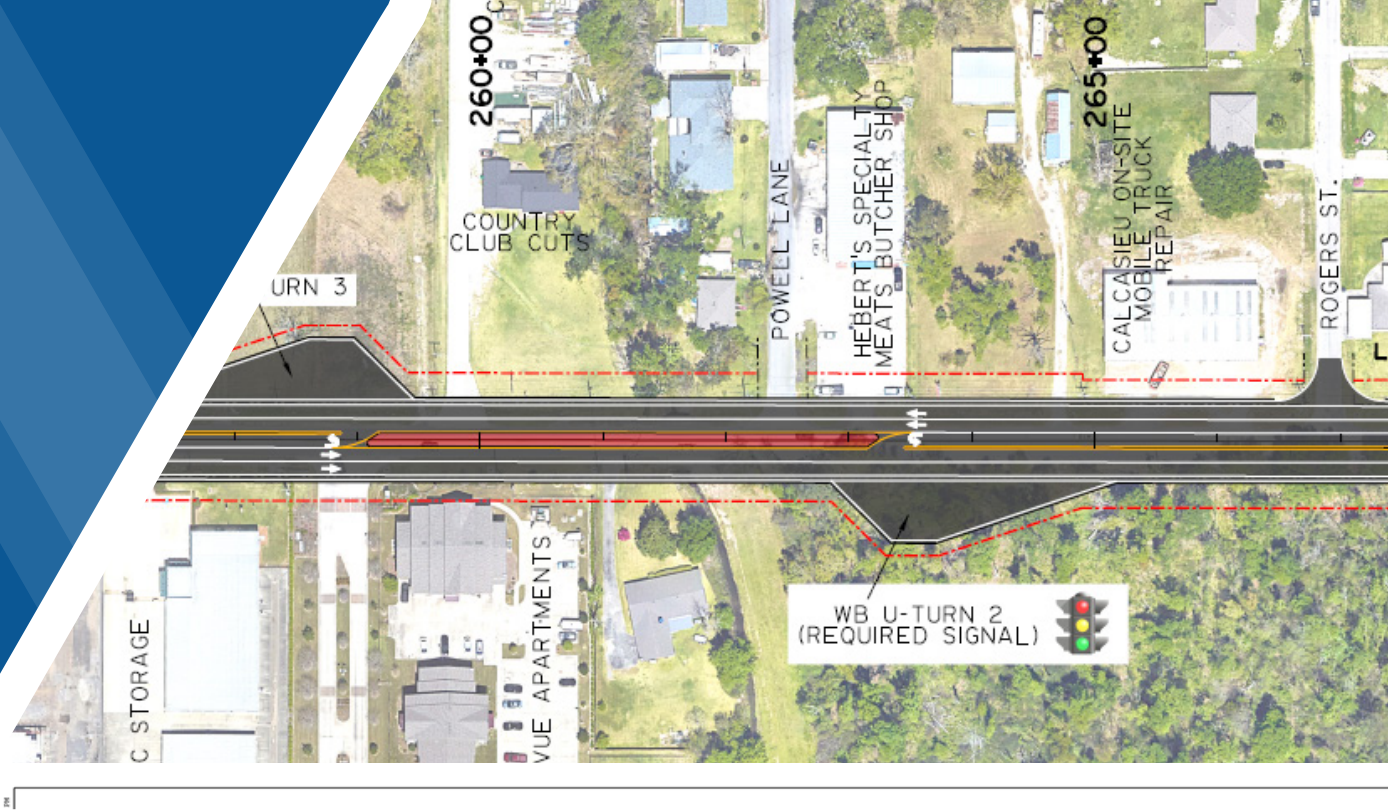 260+00
C
265+00
COUNTRY
CLUB CUTS
POWELL LANE
HEBERT'S SPECIALTY
MEATS BUTCHER SHOP
CALCASIEU ON-SITE
MOBILE TRUCK
REPAIR
ROGERS ST.
L
URN 3
WB U-TURN 2
(REQUIRED SIGNAL)
C STORAGE
VUE APARTMENTS
PM